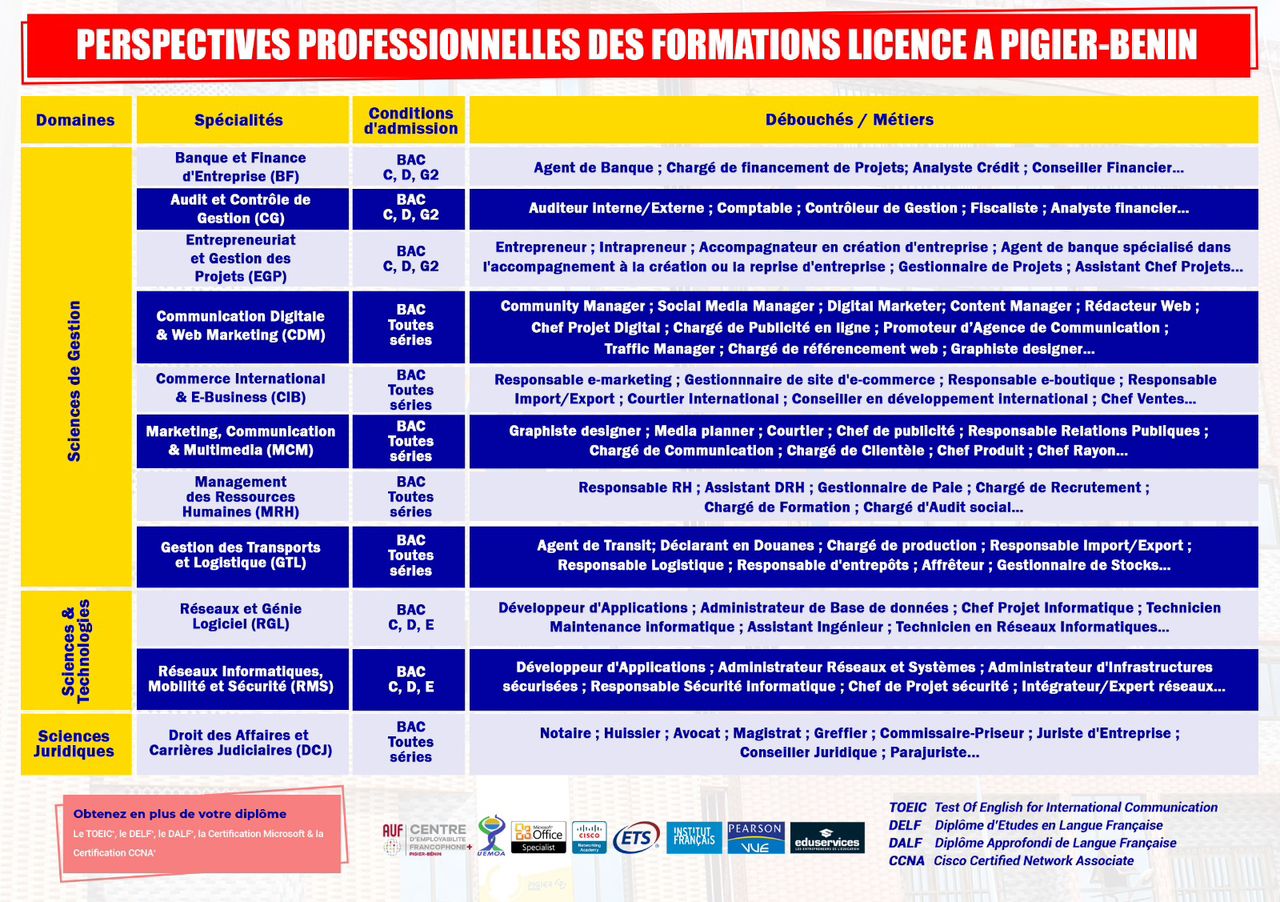 PERSPECTIVES PROFESSIONNELLES DES FORMATIONS LICENCE A PIGIER-BENIN
Domaines
Spécialités
Conditions
d'admission
Débouchés / Métiers
Sciences de Gestion
Banque et Finance
d'Entreprise (BF)
BAC
C, D, G2
Agent de Banque ; Chargé de financement de Projets; Analyste Crédit ; Conseiller Financier...
Audit et Contrôle de
Gestion (CG)
BAC
C, D, G2
Auditeur Interne/Externe ; Comptable ; Contrôleur de Gestion ; Fiscaliste ; Analyste financier...
Entrepreneuriat
et Gestion des
Projets (EGP)
BAC
C, D, G2
Entrepreneur ; Intrapreneur ; Accompagnateur en création d'entreprise ; Agent de banque spécialisé dans
l'accompagnement à la création ou la reprise d'entreprise ; Gestionnaire de Projets ; Assistant Chef Projets...
Communication Digitale
& Web Marketing (CDM)
BAC
Toutes
séries
Community Manager ; Social Media Manager ; Digital Marketer; Content Manager ; Rédacteur Web ;
Chef Projet Digital ; Chargé de Publicité en ligne ; Promoteur d’Agence de Communication ;
Traffic Manager ; Chargé de référencement web ; Graphiste designer...
Commerce International
& E-Business (CIB)
BAC
Toutes
séries
Responsable e-marketing ; Gestionnnaire de site d'e-commerce ; Responsable e-boutique ; Responsable
Import/Export ; Courtier International ; Conseiller en développement international ; Chef Ventes...
Marketing, Communication
& Multimedia (MCM)
BAC
Toutes
séries
Graphiste designer ; Media planner ; Courtier ; Chef de publicité ; Responsable Relations Publiques ;
Chargé de Communication ; Chargé de Clientèle ; Chef Produit ; Chef Rayon...
Management
des Ressources
Humaines (MRH)
BAC
Toutes
séries
Responsable RH ; Assistant DRH ; Gestionnaire de Paie ; Chargé de Recrutement ;
Chargé de Formation ; Chargé d'Audit social...
Gestion des Transports
et Logistique (GTL)
BAC
Toutes
séries
Agent de Transit; Déclarant en Douanes ; Chargé de production ; Responsable Import/Export ;
Responsable Logistique ; Responsable d'entrepôts ; Affrêteur ; Gestionnaire de Stocks...
Sciences &
Technologies
Réseaux et Génie
Logiciel (RGL)
BAC
C, D, E
Développeur d'Applications ; Administrateur de Base de données ; Chef Projet Informatique ; Technicien
Maintenance informatique ; Assistant Ingénieur ; Technicien en Réseaux Informatiques...
Réseaux Informatiques,
Mobilité et Sécurité (RMS)
BAC
C, D, E
Développeur d'Applications ; Administrateur Réseaux et Systèmes ; Administrateur d'Infrastructures
sécurisées ; Responsable Sécurité informatique ; Chef de Projet sécurité ; Intégrateur/Expert réseaux...
Sciences
Juridiques
Droit des Affaires et
Carrières Judiciaires (DCJ)
BAC
Toutes
séries
Notaire ; Huissier ; Avocat ; Magistrat ; Greffier ; Commissaire-Priseur ; Juriste d'Entreprise ;
Conseiller Juridique ; Parajuriste...
Obtenez en plus de votre diplôme
Le TOEIC*, le DELF*, le DALF*, la Certification Microsoft & la
Certification CCNA*
AUF
CENTRE
D'EMPLOYABILITE
FRANCOPHONE
PIGIER-BÉNIN
UEMOA
Microsoft
Office
Specialist
CISCO
Networking
Academy
ETS
INSTITUT
FRANÇAIS
PEARSON
VUE
eduservices
LES ENTREPRENEURS DE L'ÉDUCATION
TOEIC Test Of English for International Communication
DELF Diplôme d'Etudes en Langue Française
DALF Diplôme Approfondi de Langue Française
CCNA Cisco Certified Network Associate